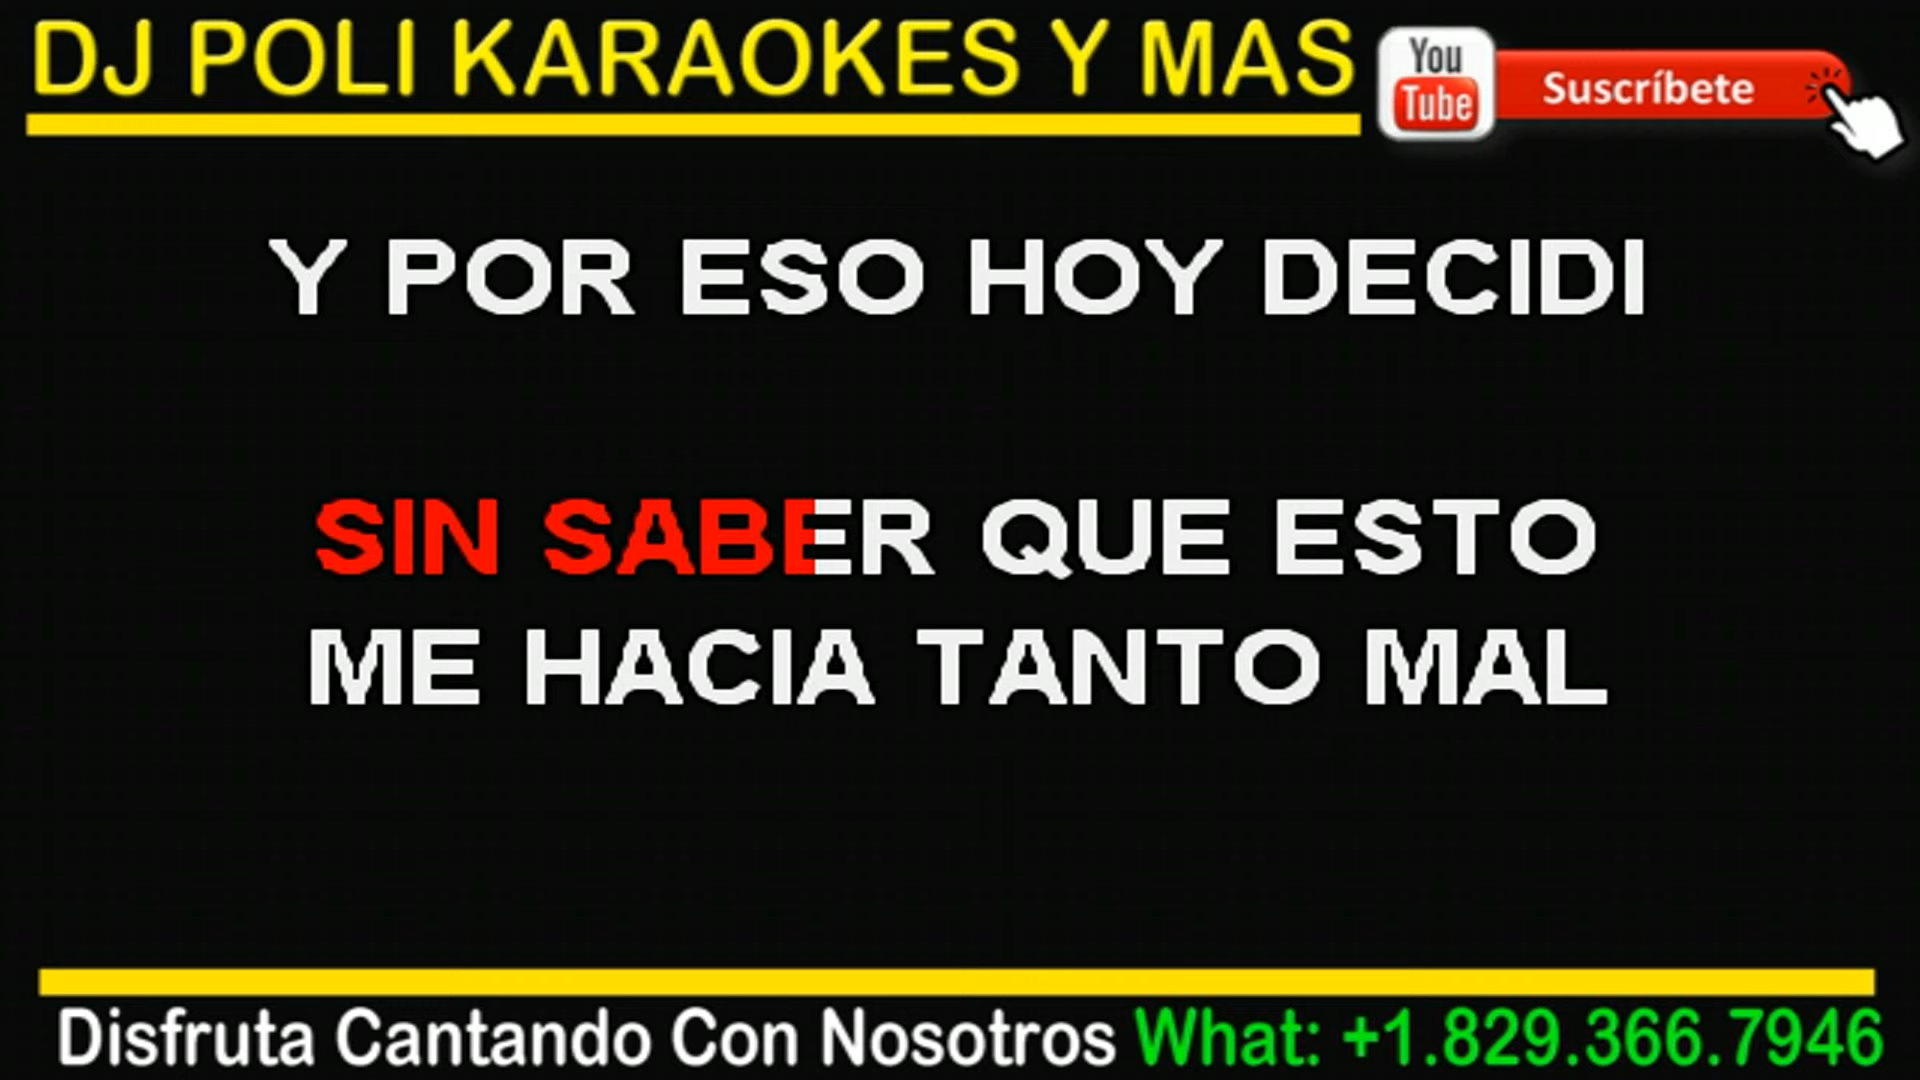 DJ POLI KARAOKES Y MAS
You
Tube
Suscríbete
Y POR ESO HOY DECIDI
SIN SABER QUE ESTO
ME HACIA TANTO MAL
Disfruta Cantando Con Nosotros What: +1.829.366.7946